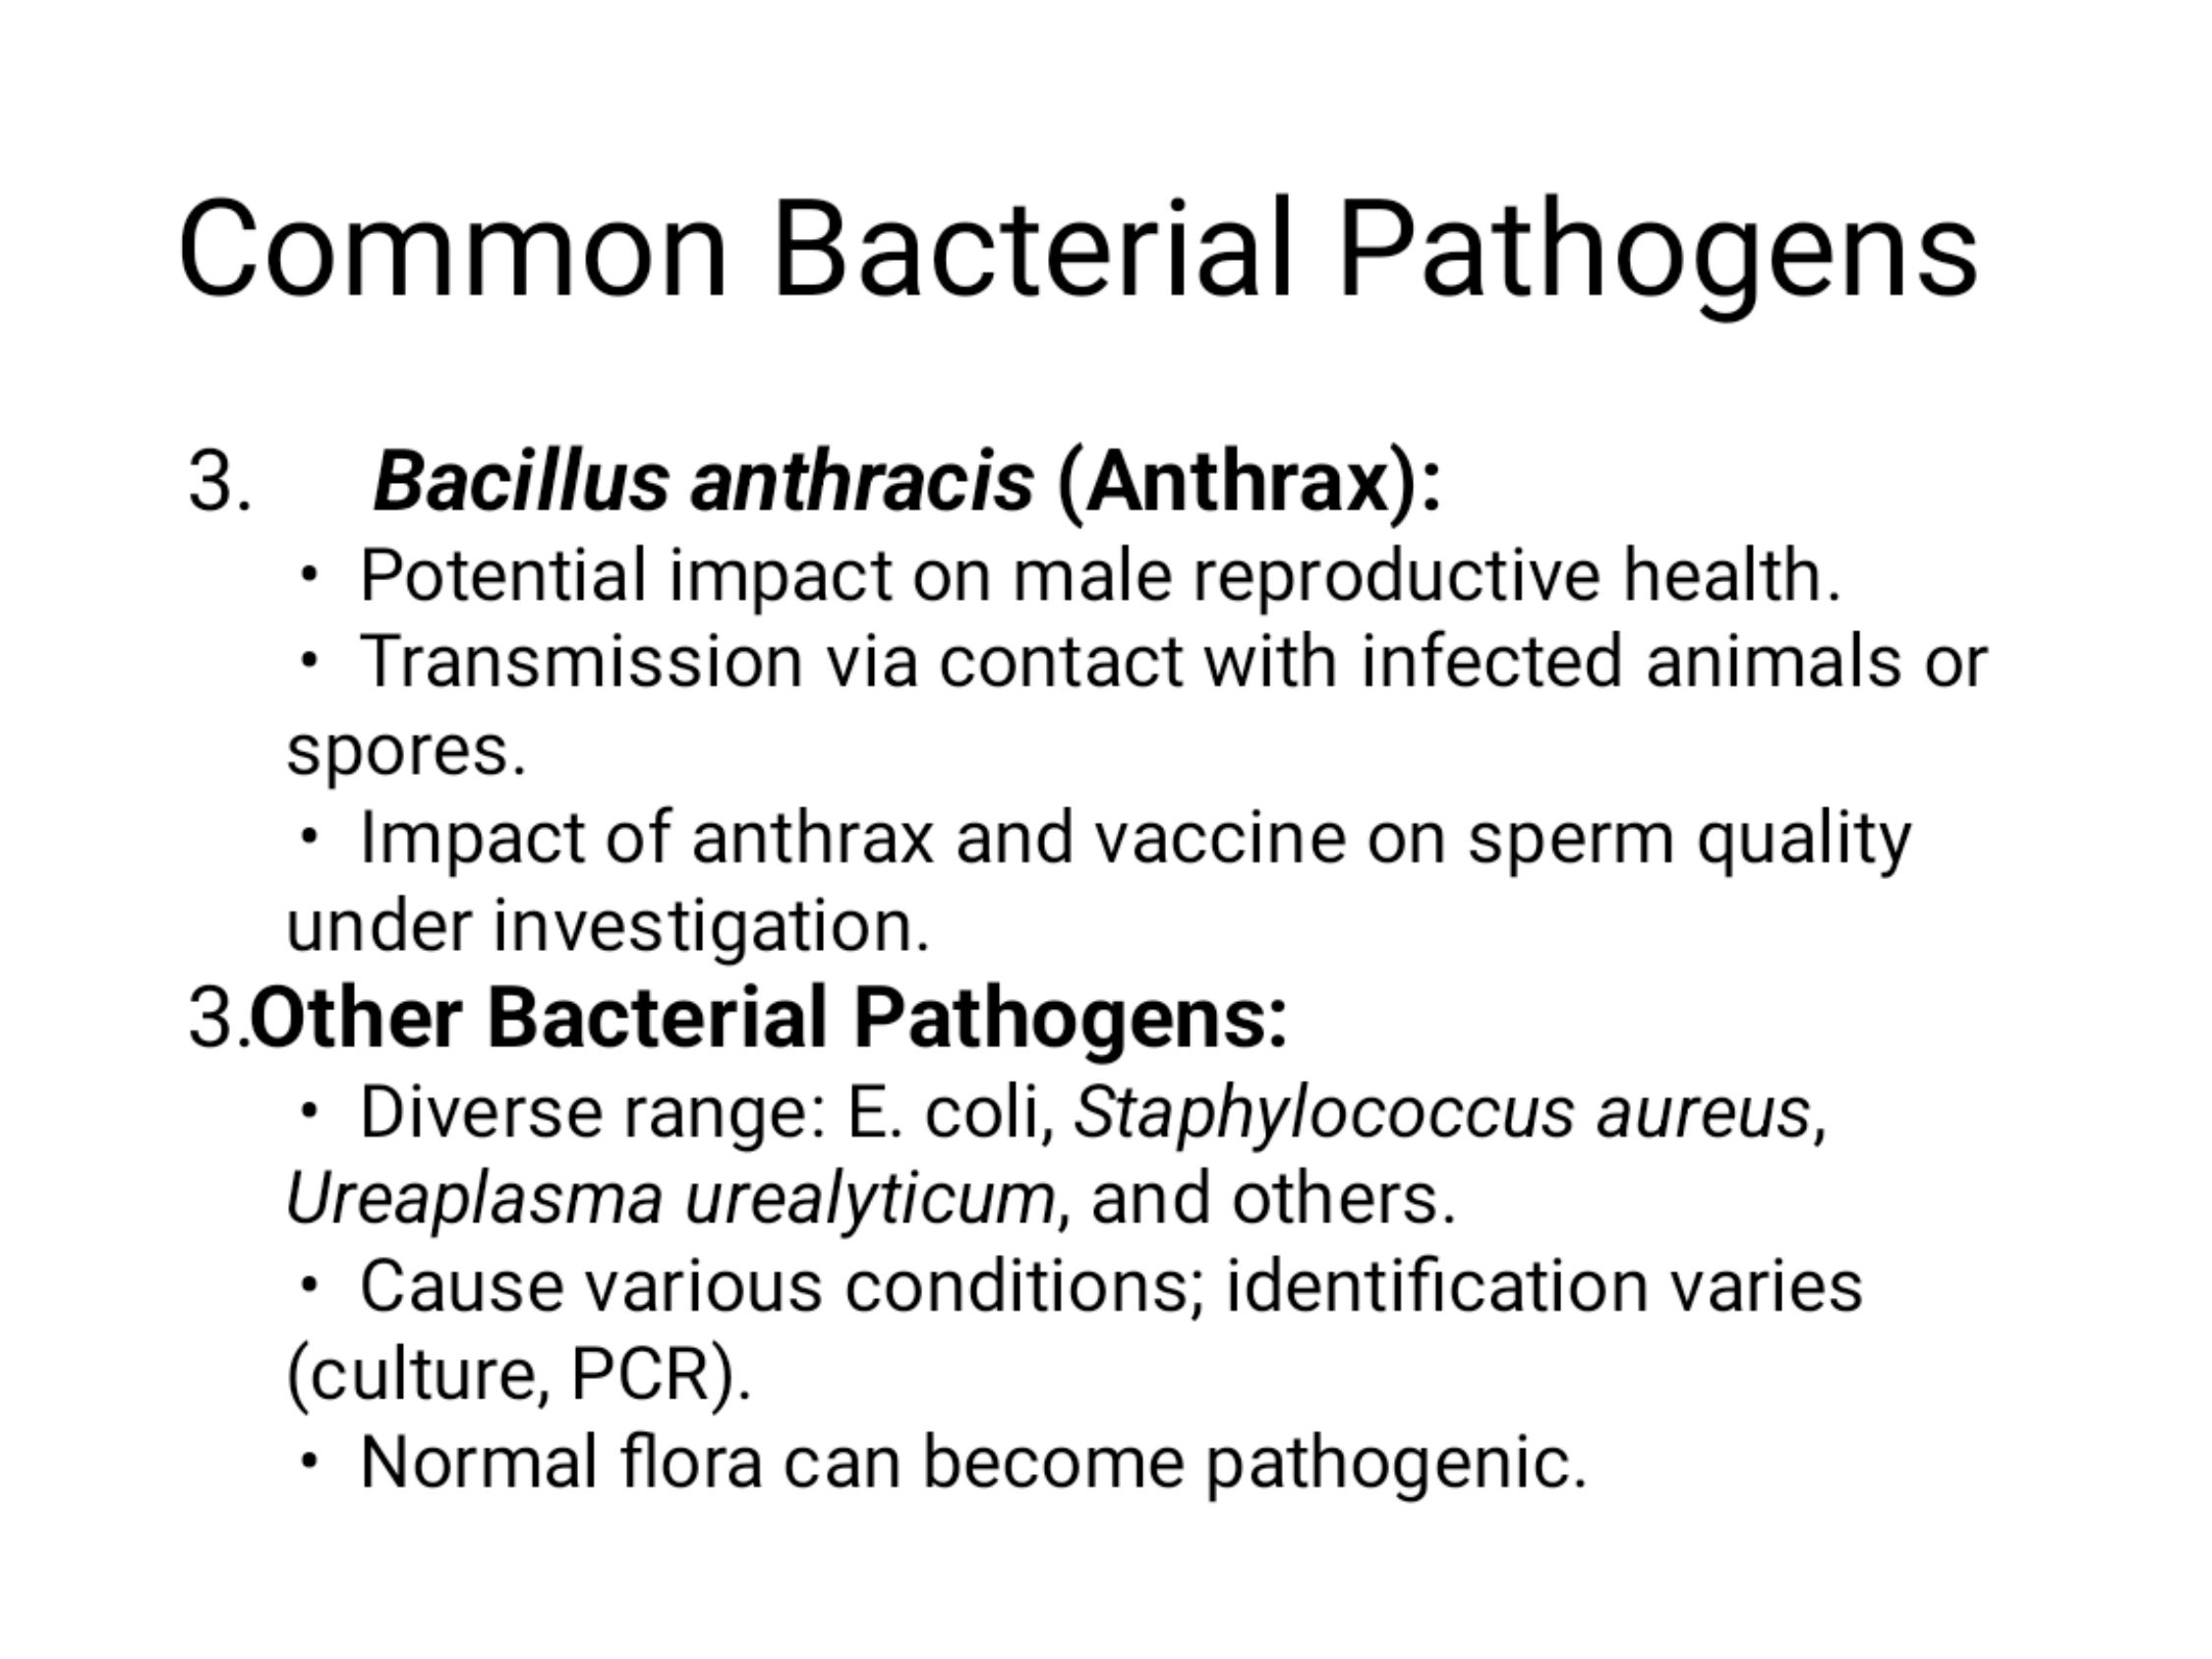 Common Bacterial Pathogens
3. Bacillus anthracis (Anthrax):
• Potential impact on male reproductive health.
• Transmission via contact with infected animals or
spores.
• Impact of anthrax and vaccine on sperm quality
under investigation.
3.Other Bacterial Pathogens:
• Diverse range: E. coli, Staphylococcus aureus,
Ureaplasma urealyticum, and others.
• Cause various conditions; identification varies
(culture, PCR).
• Normal flora can become pathogenic.